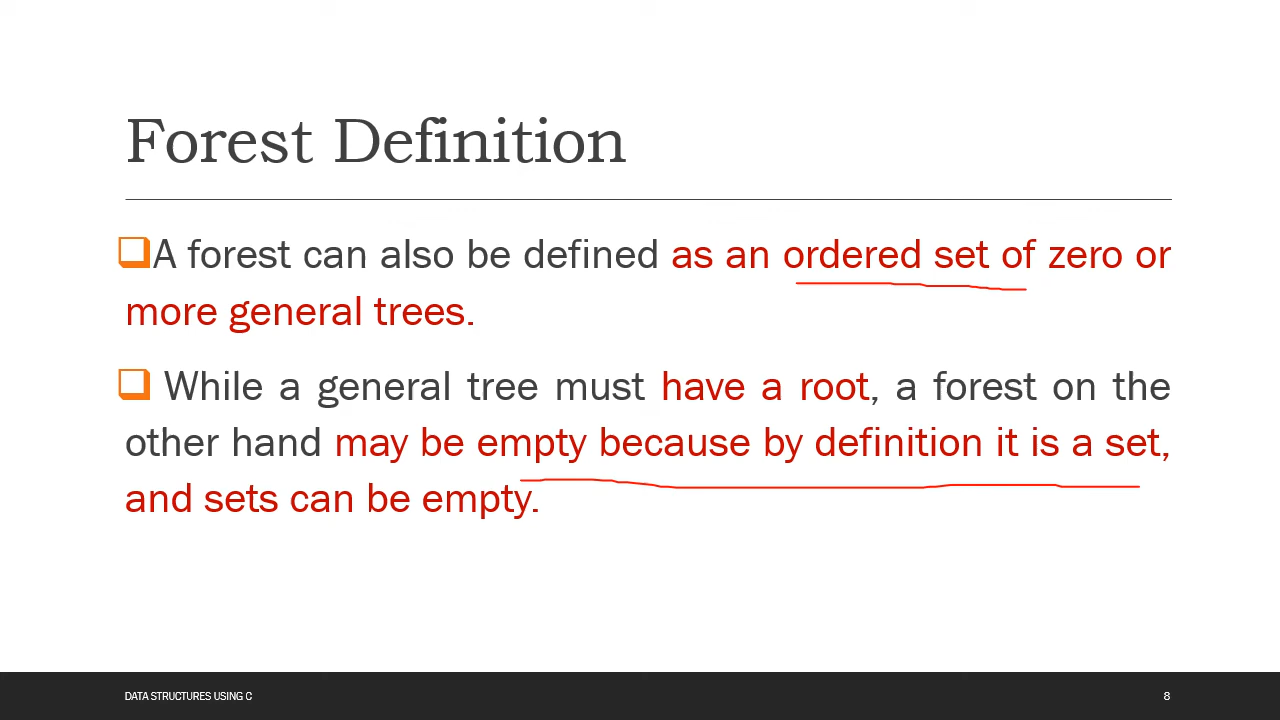 Forest Definition
A forest can also be defined as an ordered set of zero or
more general trees.
While a general tree must have a root, a forest on the
other hand may be empty because by definition it is a set,
and sets can be empty.
DATA STRUCTURES USING C
8